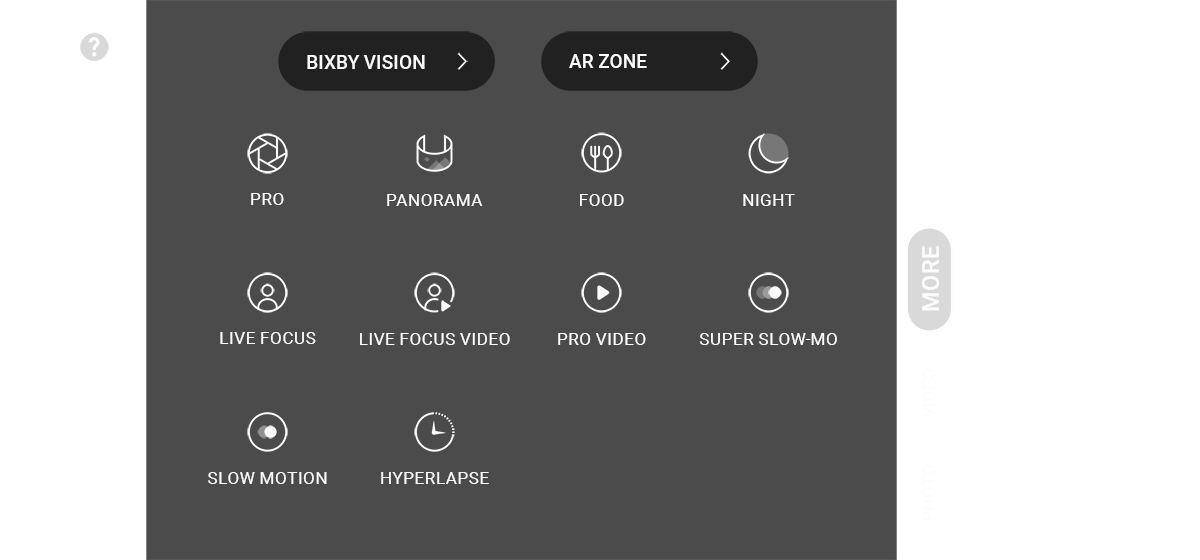 BIXBY VISION
AR ZONE
PRO
PANORAMA
FOOD
NIGHT
LIVE FOCUS
LIVE FOCUS VIDEO
PRO VIDEO
SUPER SLOW-MO
SLOW MOTION
HYPERLAPSE
MORE
VIDEO
PHOTO